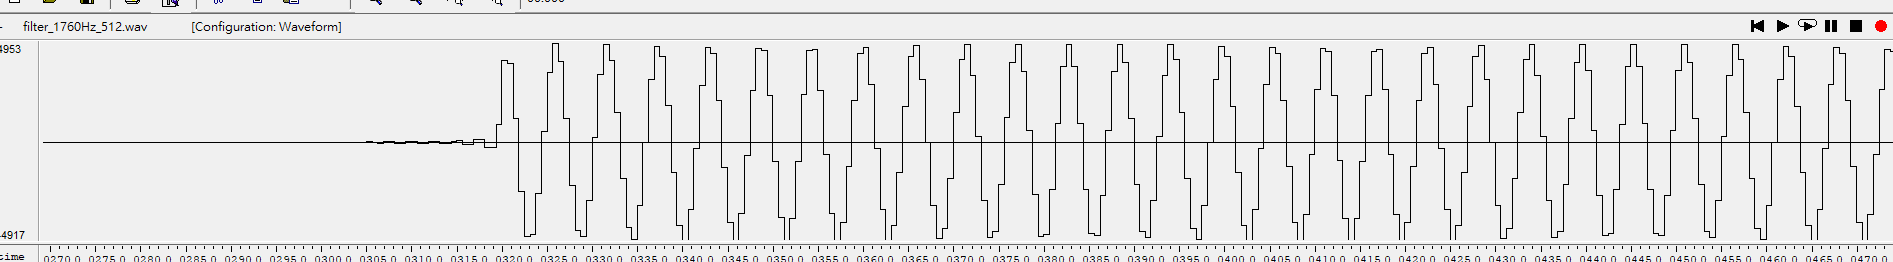 filter_1760Hz_512.wav [Configuration: Waveform]
4953
4917
time 0270 0 0275 0 0280 0 0285 0 0290 0 0295 0 0300 0 0305 0 0310 0 0315 0 0320 0 0325 0 0330 0 0335 0 0340 0 0345 0 0350 0 0355 0 0360 0 0365 0 0370 0 0375 0 0380 0 0385 0 0390 0 0395 0 0400 0 0405 0 0410 0 0415 0 0420 0 0425 0 0430 0 0435 0 0440 0 0445 0 0450 0 0455 0 0460 0 0465 0 0470 0